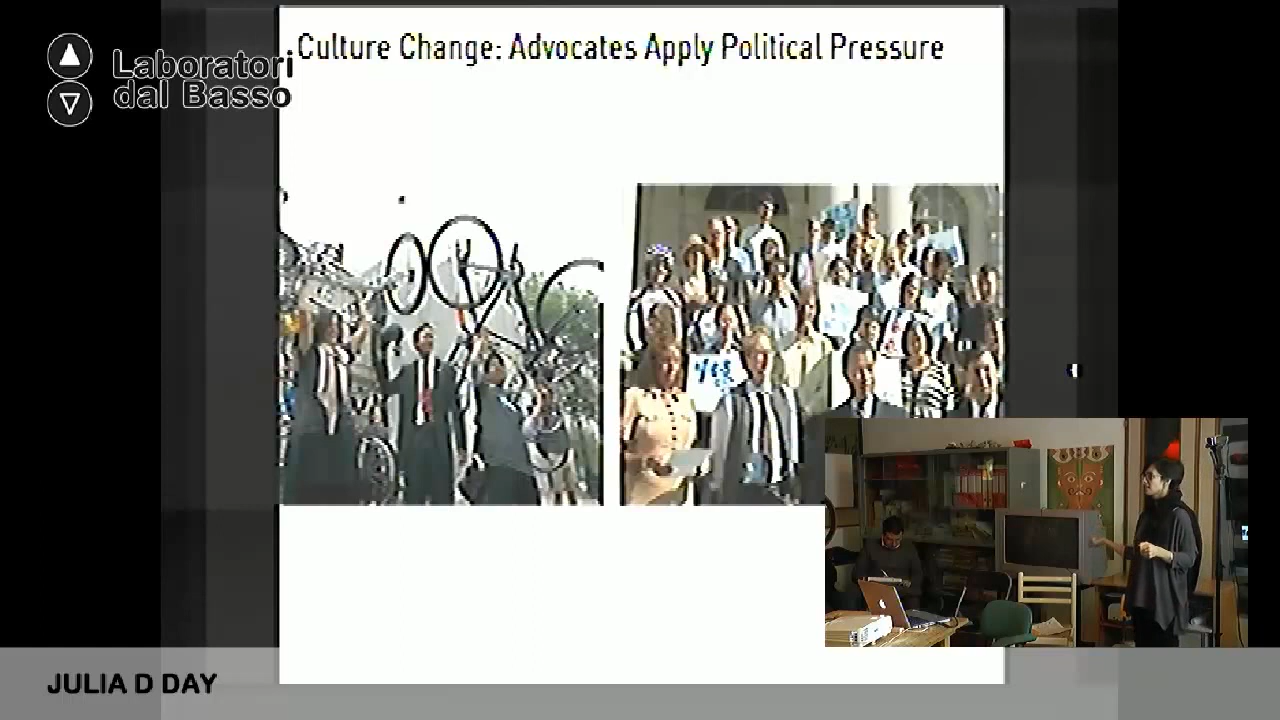 Culture Change: Advocates Apply Political Pressure
Laboratori
dal Basso
YES
JULIA D DAY